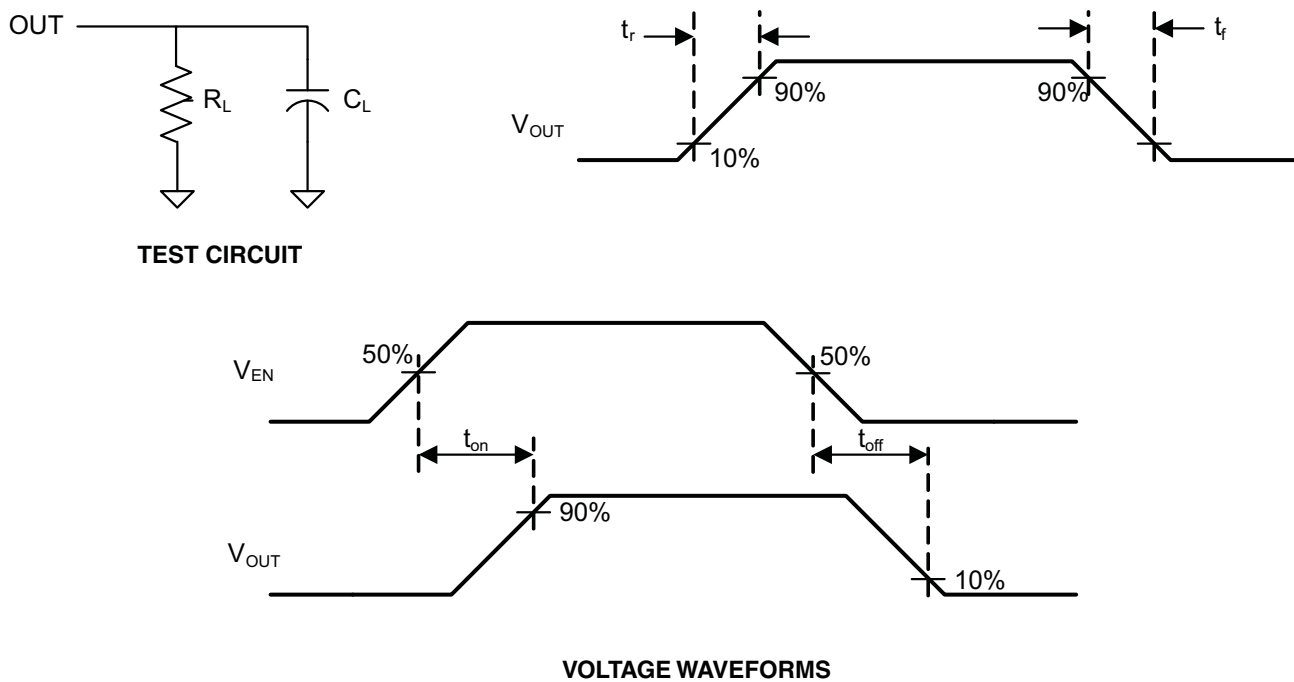 OUT
R_L
C_L
TEST CIRCUIT
t_r
t_f
90%
90%
V_OUT
10%
50%
50%
V_EN
t_on
t_off
90%
V_OUT
10%
VOLTAGE WAVEFORMS